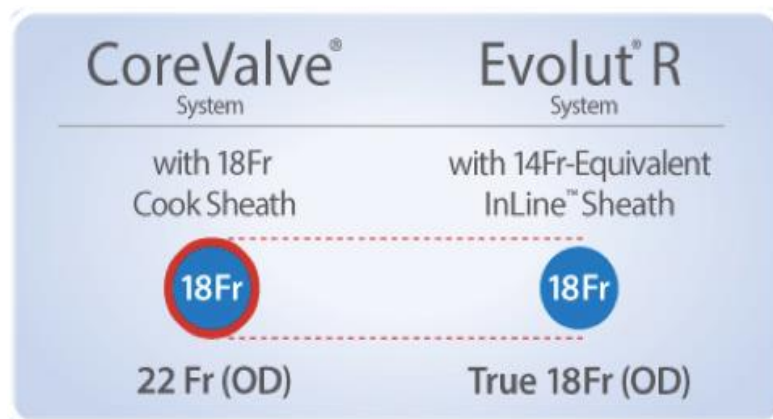 CoreValve® Evolut® R
System System
with 18Fr with 14Fr-Equivalent
Cook Sheath InLine™ Sheath
18Fr 18Fr
22 Fr (OD) True 18Fr (OD)